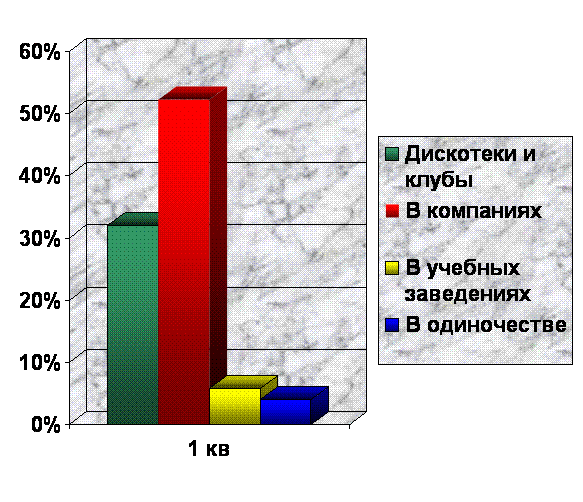 60%
50%
40%
30%
20%
10%
0%
1 кв
Дискотеки и
клубы
В компаниях
В учебных
заведениях
В одиночестве